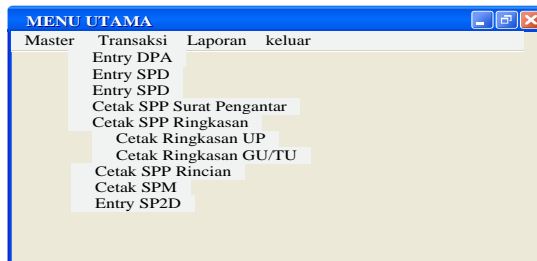 MENU UTAMA
Master Transaksi Laporan keluar
Entry DPA
Entry SPD
Entry SPD
Cetak SPP Surat Pengantar
Cetak SPP Ringkasan
Cetak Ringkasan UP
Cetak Ringkasan GU/TU
Cetak SPP Rincian
Cetak SPM
Entry SP2D